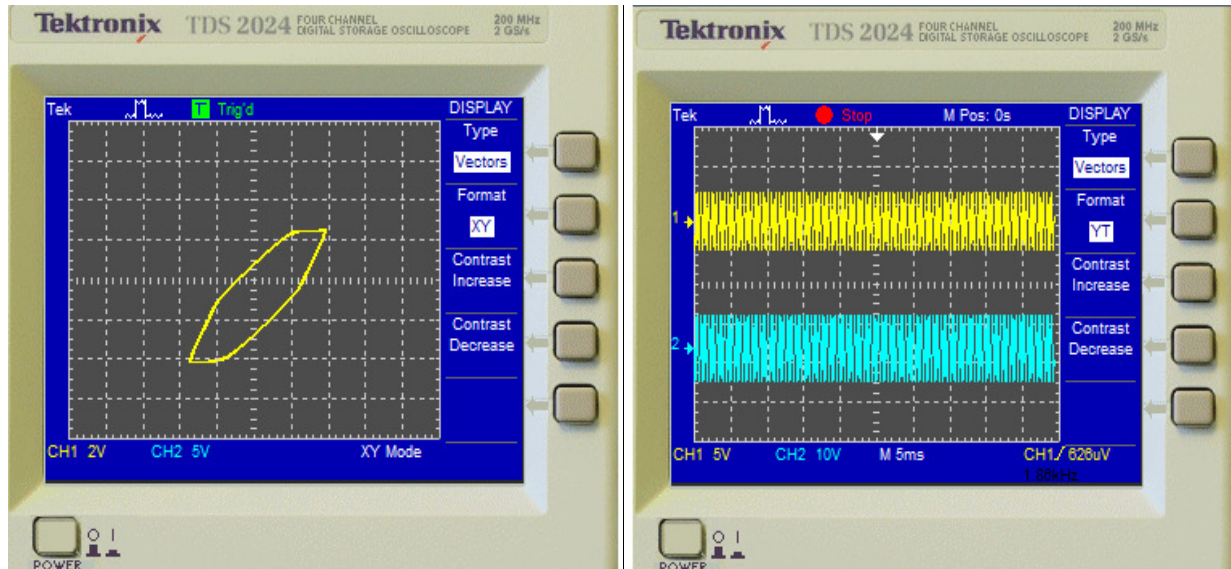 Tektronix TDS 2024 FOUR CHANNEL DIGITAL STORAGE OSCILLOSCOPE 200 MHz 2 GS/s
Tek T Trig'd DISPLAY
Type
Vectors
Format
XY
Contrast
Increase
Contrast
Decrease
CH1 2V CH2 5V XY Mode
O I
POWER
Tektronix TDS 2024 FOUR CHANNEL DIGITAL STORAGE OSCILLOSCOPE 200 MHz 2 GS/s
Tek Stop M Pos: 0s DISPLAY
Type
Vectors
Format
YT
1
Contrast
Increase
2
Contrast
Decrease
CH1 5V CH2 10V M 5ms CH1 / 626uV
1.86kHz
O I
POWER